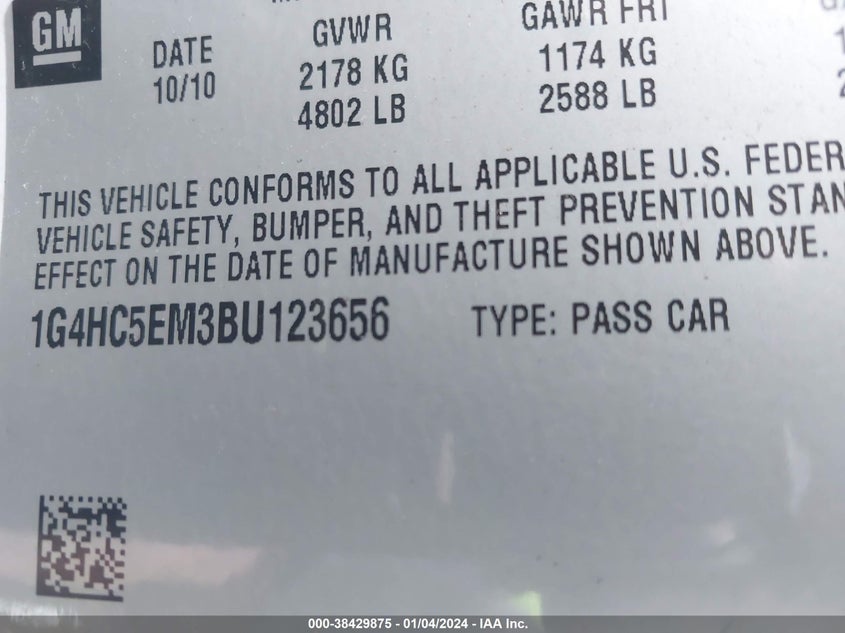 GM
DATE
10/10
GVWR
2178 KG
4802 LB
GAWR FRT
1174 KG
2588 LB
THIS VEHICLE CONFORMS TO ALL APPLICABLE U.S. FEDER
VEHICLE SAFETY, BUMPER, AND THEFT PREVENTION STAN
EFFECT ON THE DATE OF MANUFACTURE SHOWN ABOVE.
1G4HC5EM3BU123656 TYPE: PASS CAR
000-38429875 - 01/04/2024 - IAA Inc.